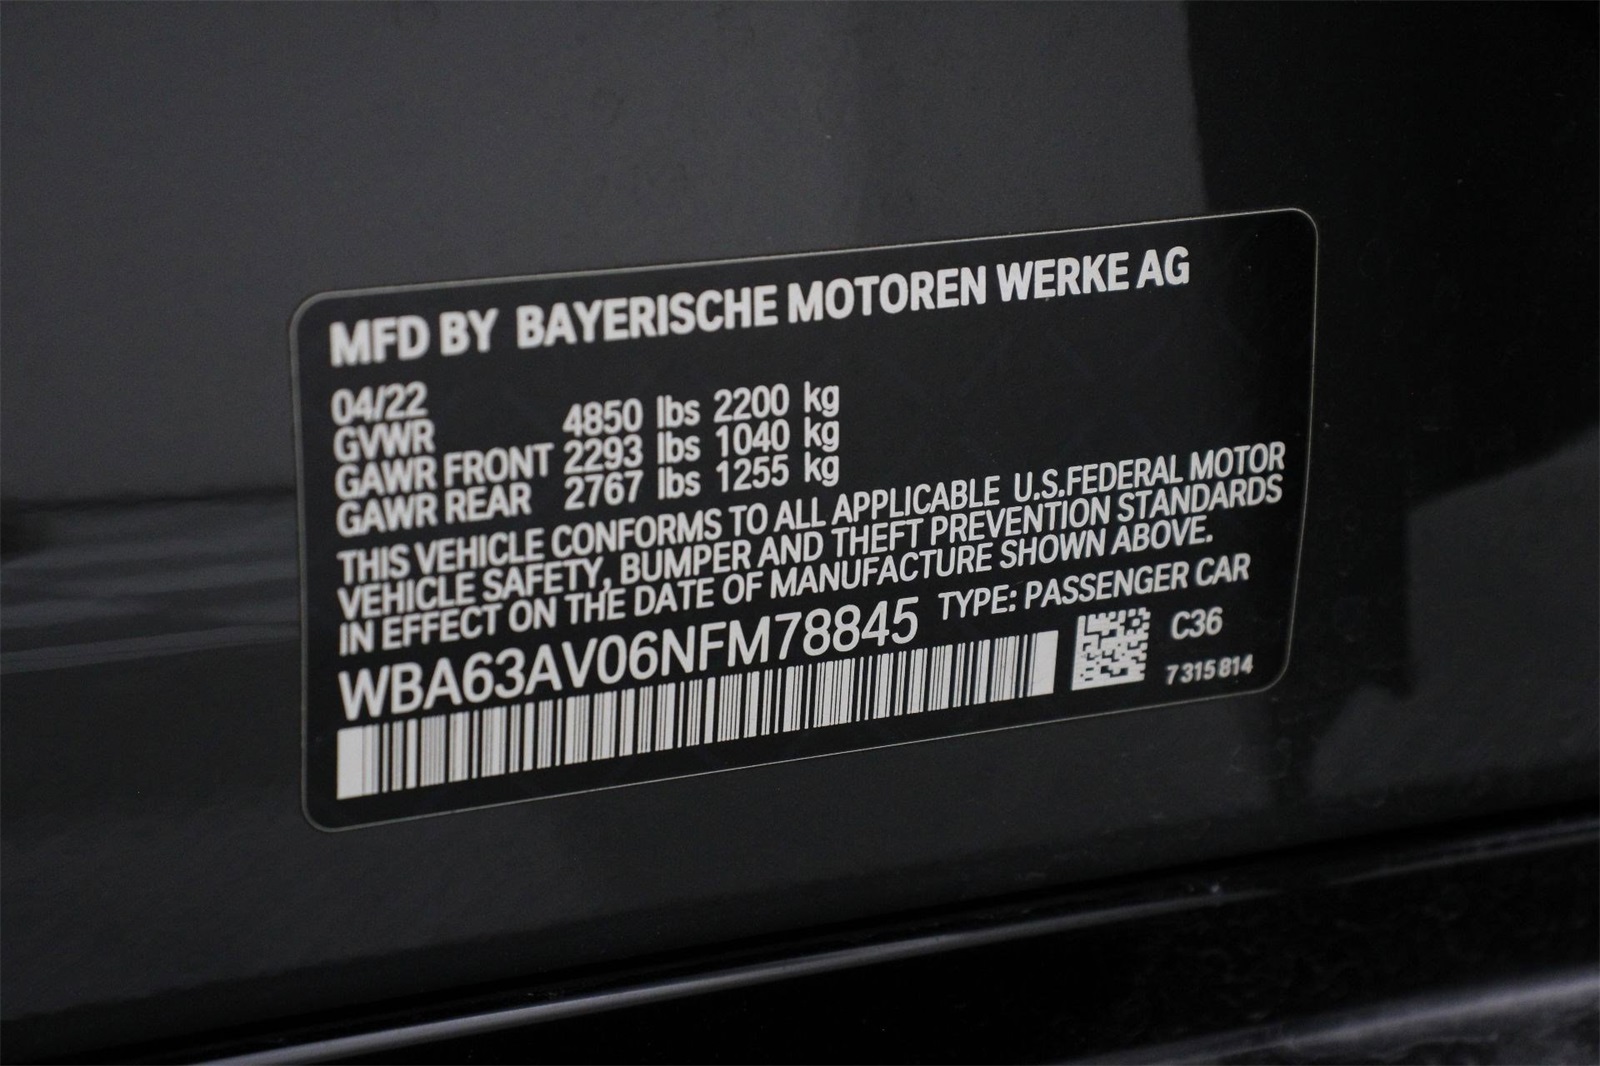 MFD BY BAYERISCHE MOTOREN WERKE AG
04/22
GVWR 4850 lbs 2200 kg
GAWR FRONT 2293 lbs 1040 kg
GAWR REAR 2767 lbs 1255 kg
THIS VEHICLE CONFORMS TO ALL APPLICABLE U.S.FEDERAL MOTOR
VEHICLE SAFETY, BUMPER AND THEFT PREVENTION STANDARDS
IN EFFECT ON THE DATE OF MANUFACTURE SHOWN ABOVE.
WBA63AV06NFM78845 TYPE: PASSENGER CAR
C36
7 315 814